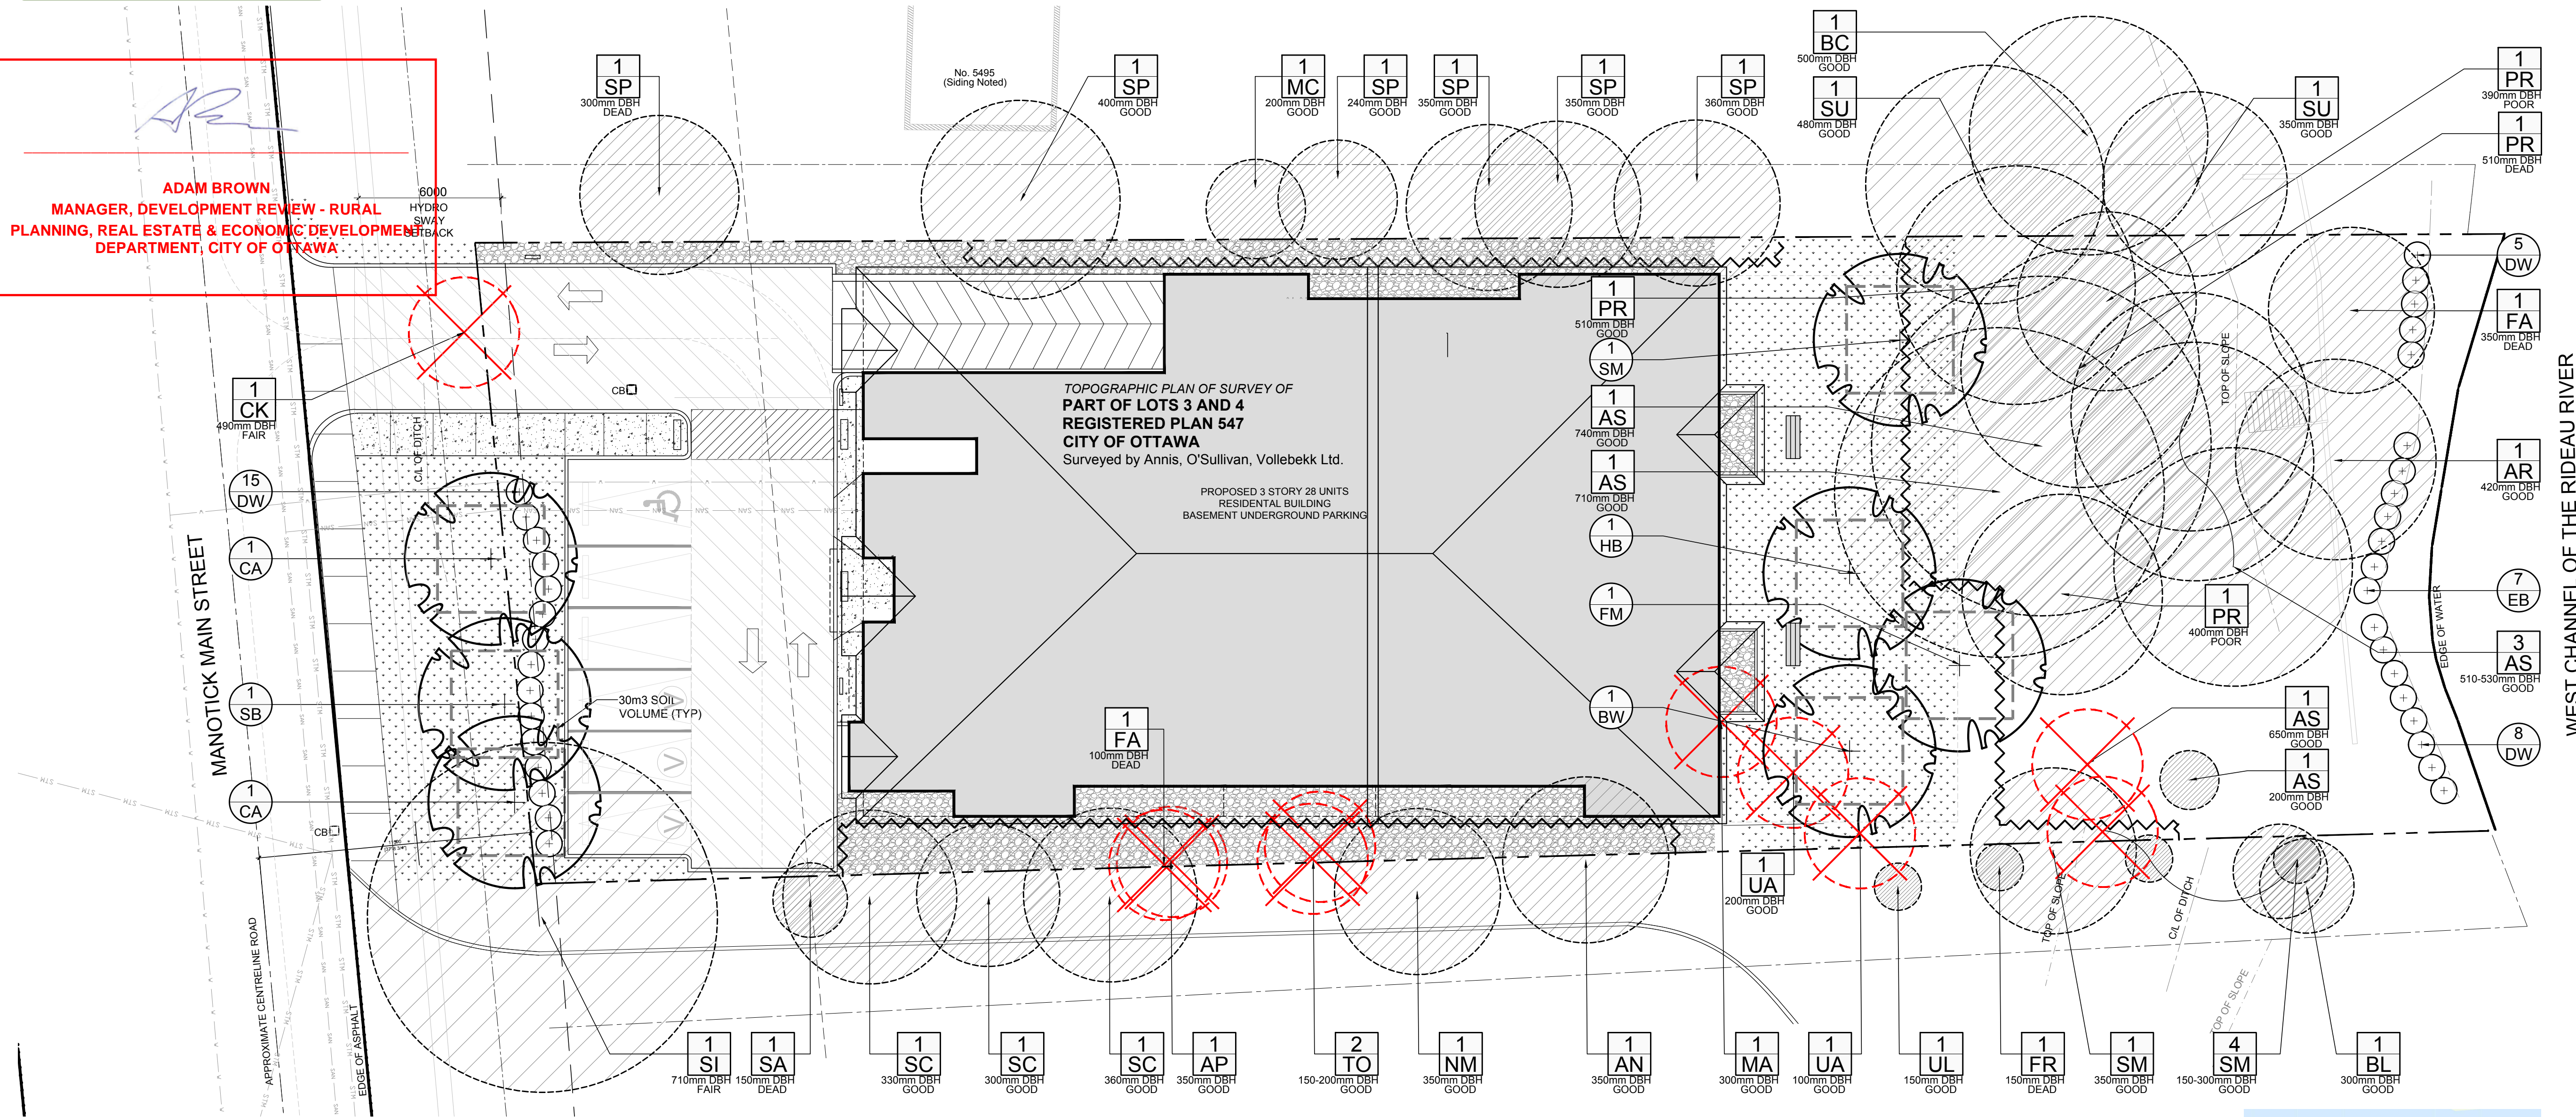 ADAM BROWN
MANAGER, DEVELOPMENT REVIEW - RURAL
PLANNING, REAL ESTATE & ECONOMIC DEVELOPMENT
DEPARTMENT, CITY OF OTTAWA
6000
HYDRO
SWAY
SETBACK
1
SP
300mm DBH
DEAD
No. 5495
(Siding Noted)
1
SP
400mm DBH
GOOD
1
MC
200mm DBH
GOOD
1
SP
240mm DBH
GOOD
1
SP
350mm DBH
GOOD
1
SP
350mm DBH
GOOD
1
SP
360mm DBH
GOOD
1
BC
500mm DBH
GOOD
1
SU
480mm DBH
GOOD
1
SU
350mm DBH
GOOD
1
PR
390mm DBH
POOR
1
PR
510mm DBH
DEAD
5
DW
1
FA
350mm DBH
DEAD
1
AR
420mm DBH
GOOD
7
EB
3
AS
510-530mm DBH
GOOD
8
DW
WEST CHANNEL OF THE RIDEAU RIVER
EDGE OF WATER
TOP OF SLOPE
1
PR
400mm DBH
POOR
1
AS
650mm DBH
GOOD
1
AS
200mm DBH
GOOD
1
PR
510mm DBH
GOOD
1
SM
1
AS
740mm DBH
GOOD
1
AS
710mm DBH
GOOD
1
HB
1
FM
1
BW
TOPOGRAPHIC PLAN OF SURVEY OF
PART OF LOTS 3 AND 4
REGISTERED PLAN 547
CITY OF OTTAWA
Surveyed by Annis, O'Sullivan, Vollebekk Ltd.
PROPOSED 3 STORY 28 UNITS
RESIDENTAL BUILDING
BASEMENT UNDERGROUND PARKING
1
FA
100mm DBH
DEAD
30m3 SOIL
VOLUME (TYP)
CB
C/L OF DITCH
1
CK
490mm DBH
FAIR
15
DW
1
CA
1
SB
1
CA
MANOTICK MAIN STREET
CB
APPROXIMATE CENTRELINE ROAD
EDGE OF ASPHALT
SAN
STM
1
UA
200mm DBH
GOOD
TOP OF SLOPE
C/L OF DITCH
TOP OF SLOPE
1
SI
710mm DBH
FAIR
1
SA
150mm DBH
DEAD
1
SC
330mm DBH
GOOD
1
SC
300mm DBH
GOOD
1
SC
360mm DBH
GOOD
1
AP
350mm DBH
GOOD
2
TO
150-200mm DBH
GOOD
1
NM
350mm DBH
GOOD
1
AN
350mm DBH
GOOD
1
MA
300mm DBH
GOOD
1
UA
100mm DBH
GOOD
1
UL
150mm DBH
GOOD
1
FR
150mm DBH
DEAD
1
SM
350mm DBH
GOOD
4
SM
150-300mm DBH
GOOD
1
BL
300mm DBH
GOOD